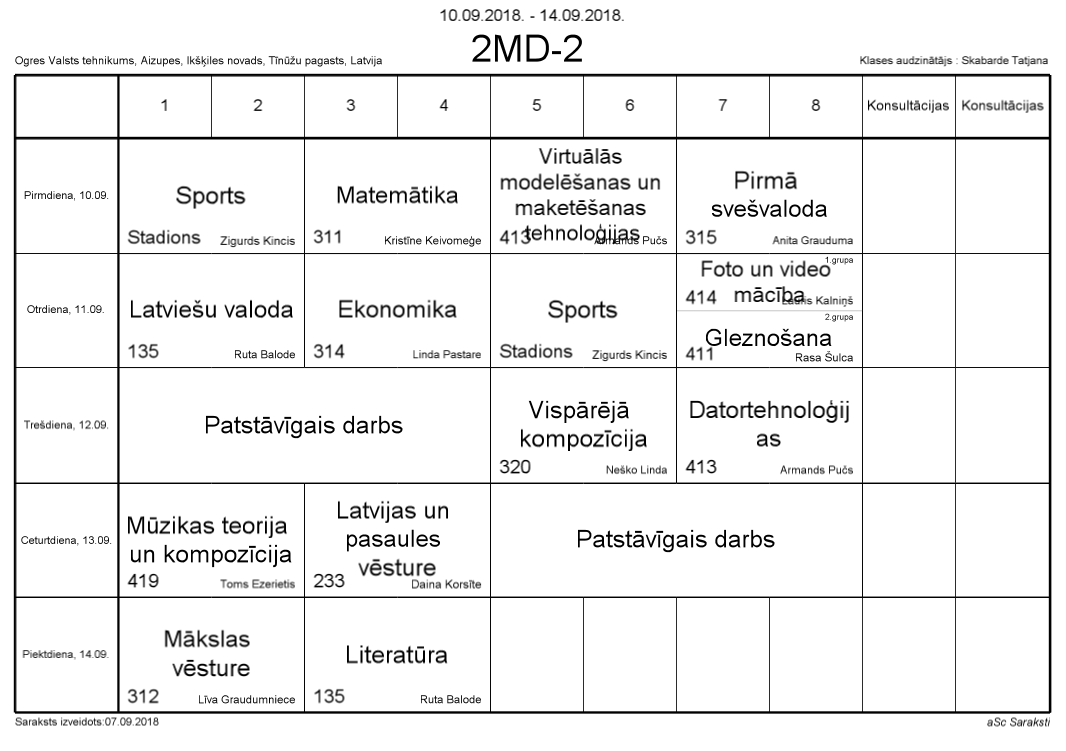 10.09.2018. - 14.09.2018.
2MD-2
Ogres Valsts tehnikums, Aizupes, Ikšķiles novads, Tīnūžu pagasts, Latvija
Klases audzinātājs : Skabarde Tatjana
1 2 3 4 5 6 7 8 Konsultācijas Konsultācijas
Pirmdiena, 10.09.
Sports
Stadions Zigurds Kincis
Matemātika
311 Kristīne Keivomeģe
Virtuālās
modelēšanas un
maketēšanas
tehnoloģijas
413 Armands Pučs
Pirmā
svešvaloda
315 Anita Grauduma
Otrdiena, 11.09.
Latviešu valoda
135 Ruta Balode
Ekonomika
314 Linda Pastare
Sports
Stadions Zigurds Kincis
1.grupa
Foto un video
mācība
414 Lauris Kalniņš
2.grupa
Gleznošana
411 Rasa Šulca
Trešdiena, 12.09.
Patstāvīgais darbs
Vispārējā
kompozīcija
320 Neško Linda
Datortehnoloģij
as
413 Armands Pučs
Ceturtdiena, 13.09.
Mūzikas teorija
un kompozīcija
419 Toms Ezerietis
Latvijas un
pasaules
vēsture
233 Daina Korsīte
Patstāvīgais darbs
Piektdiena, 14.09.
Mākslas
vēsture
312 Līva Graudumniece
Literatūra
135 Ruta Balode
Saraksts izveidots:07.09.2018
aSc Saraksti